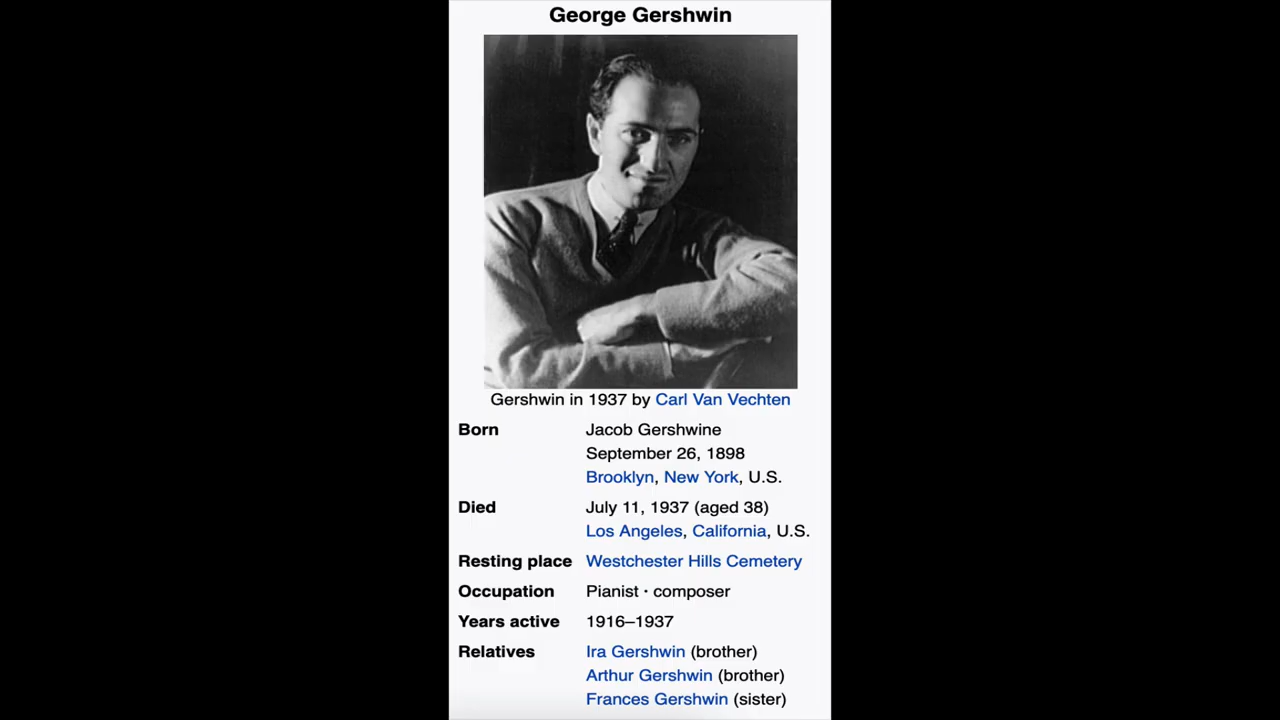 George Gershwin
Gershwin in 1937 by Carl Van Vechten
Born Jacob Gershwine
September 26, 1898
Brooklyn, New York, U.S.
Died July 11, 1937 (aged 38)
Los Angeles, California, U.S.
Resting place Westchester Hills Cemetery
Occupation Pianist · composer
Years active 1916–1937
Relatives Ira Gershwin (brother)
Arthur Gershwin (brother)
Frances Gershwin (sister)